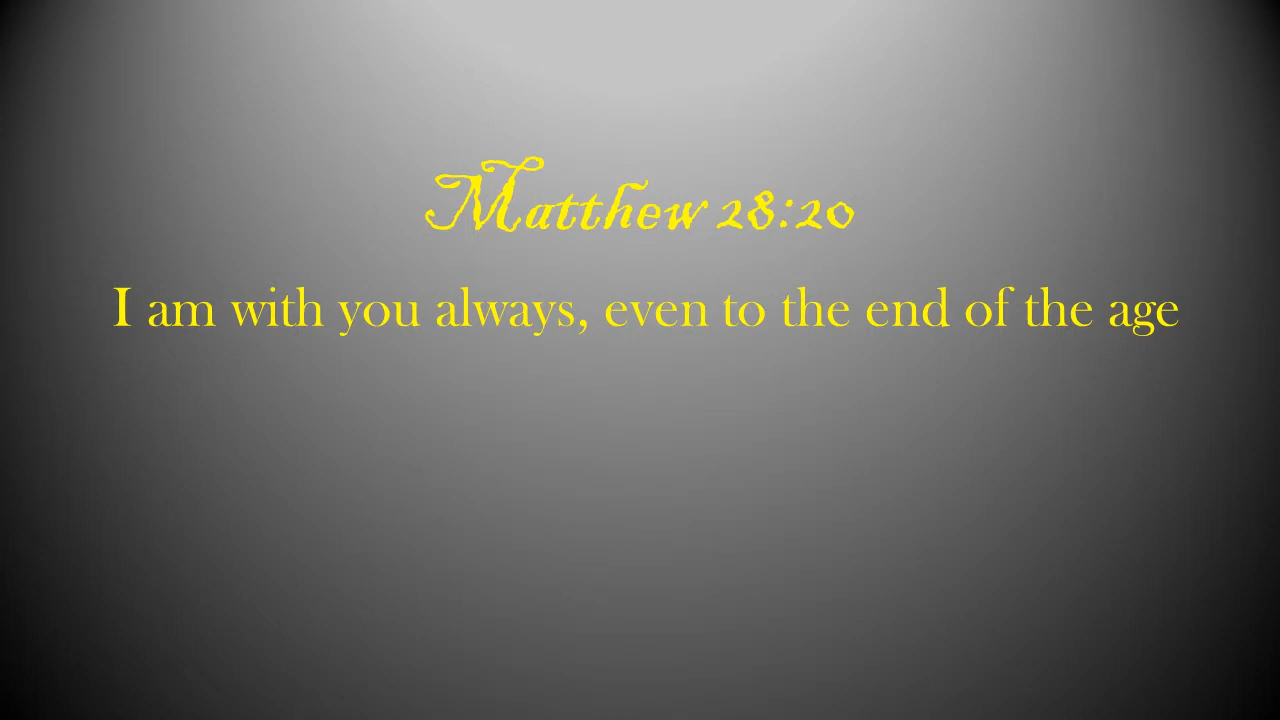 Matthew 28:20
I am with you always, even to the end of the age